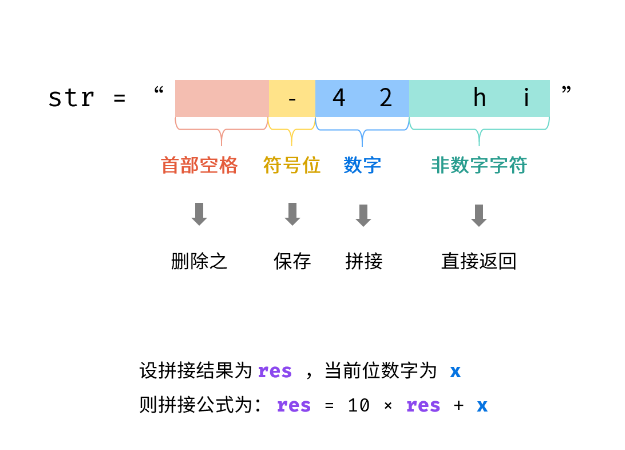 str = “ - 4 2 h i ”
首部空格 符号位 数字 非数字字符
删除之 保存 拼接 直接返回
设拼接结果为 res ，当前位数字为 x
则拼接公式为： res = 10 × res + x